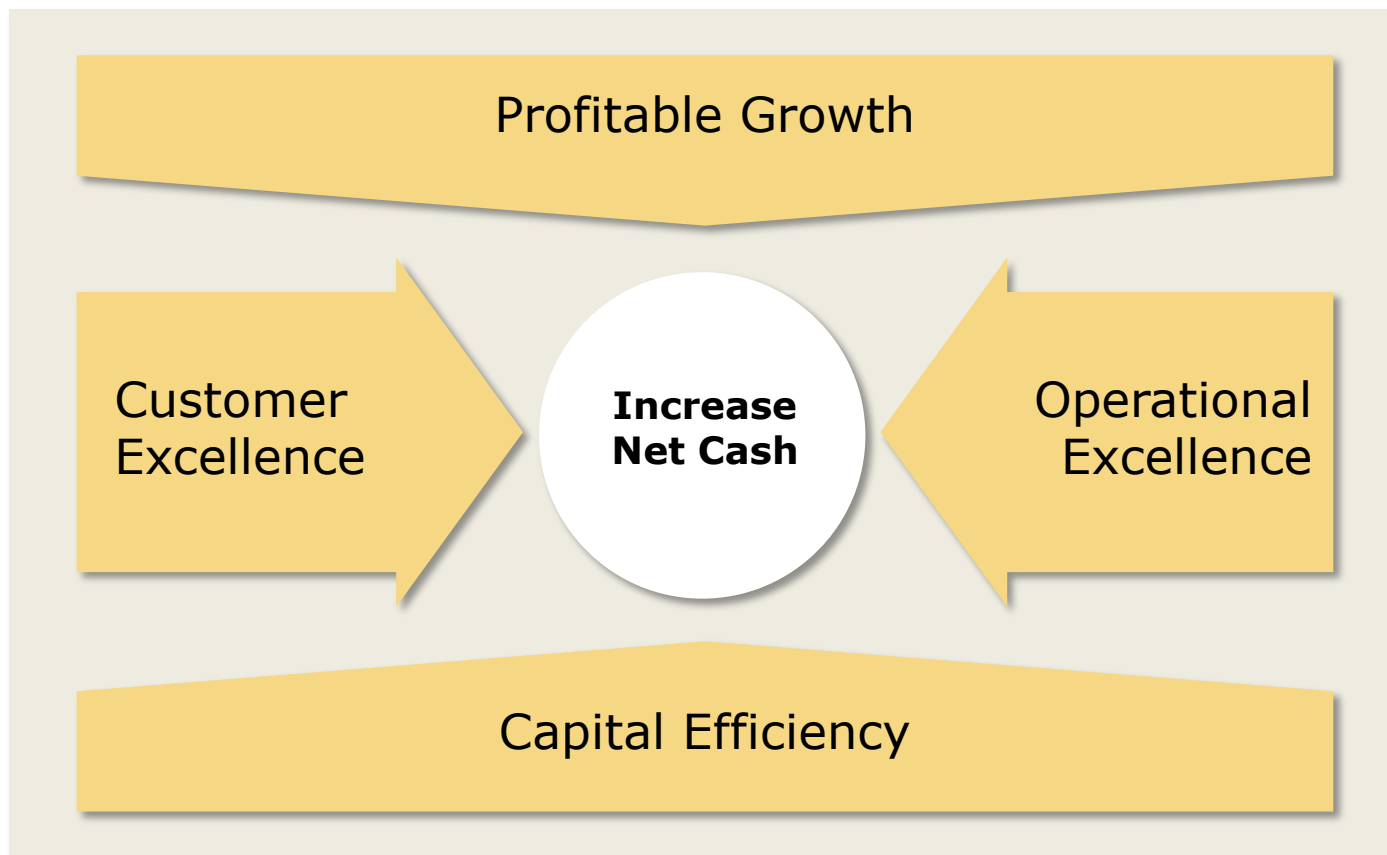 Profitable Growth
Customer
Excellence
Increase
Net Cash
Operational
Excellence
Capital Efficiency